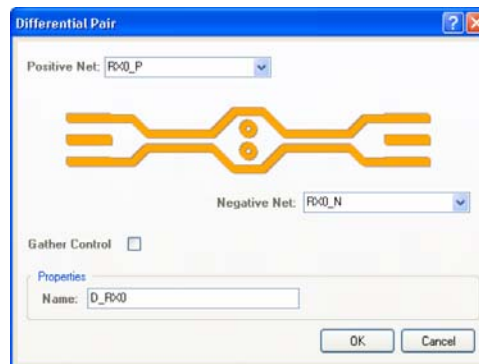 Differential Pair
Positive Net: RX0_P
Negative Net: RX0_N
Gather Control
Properties
Name: D_RX0
OK Cancel